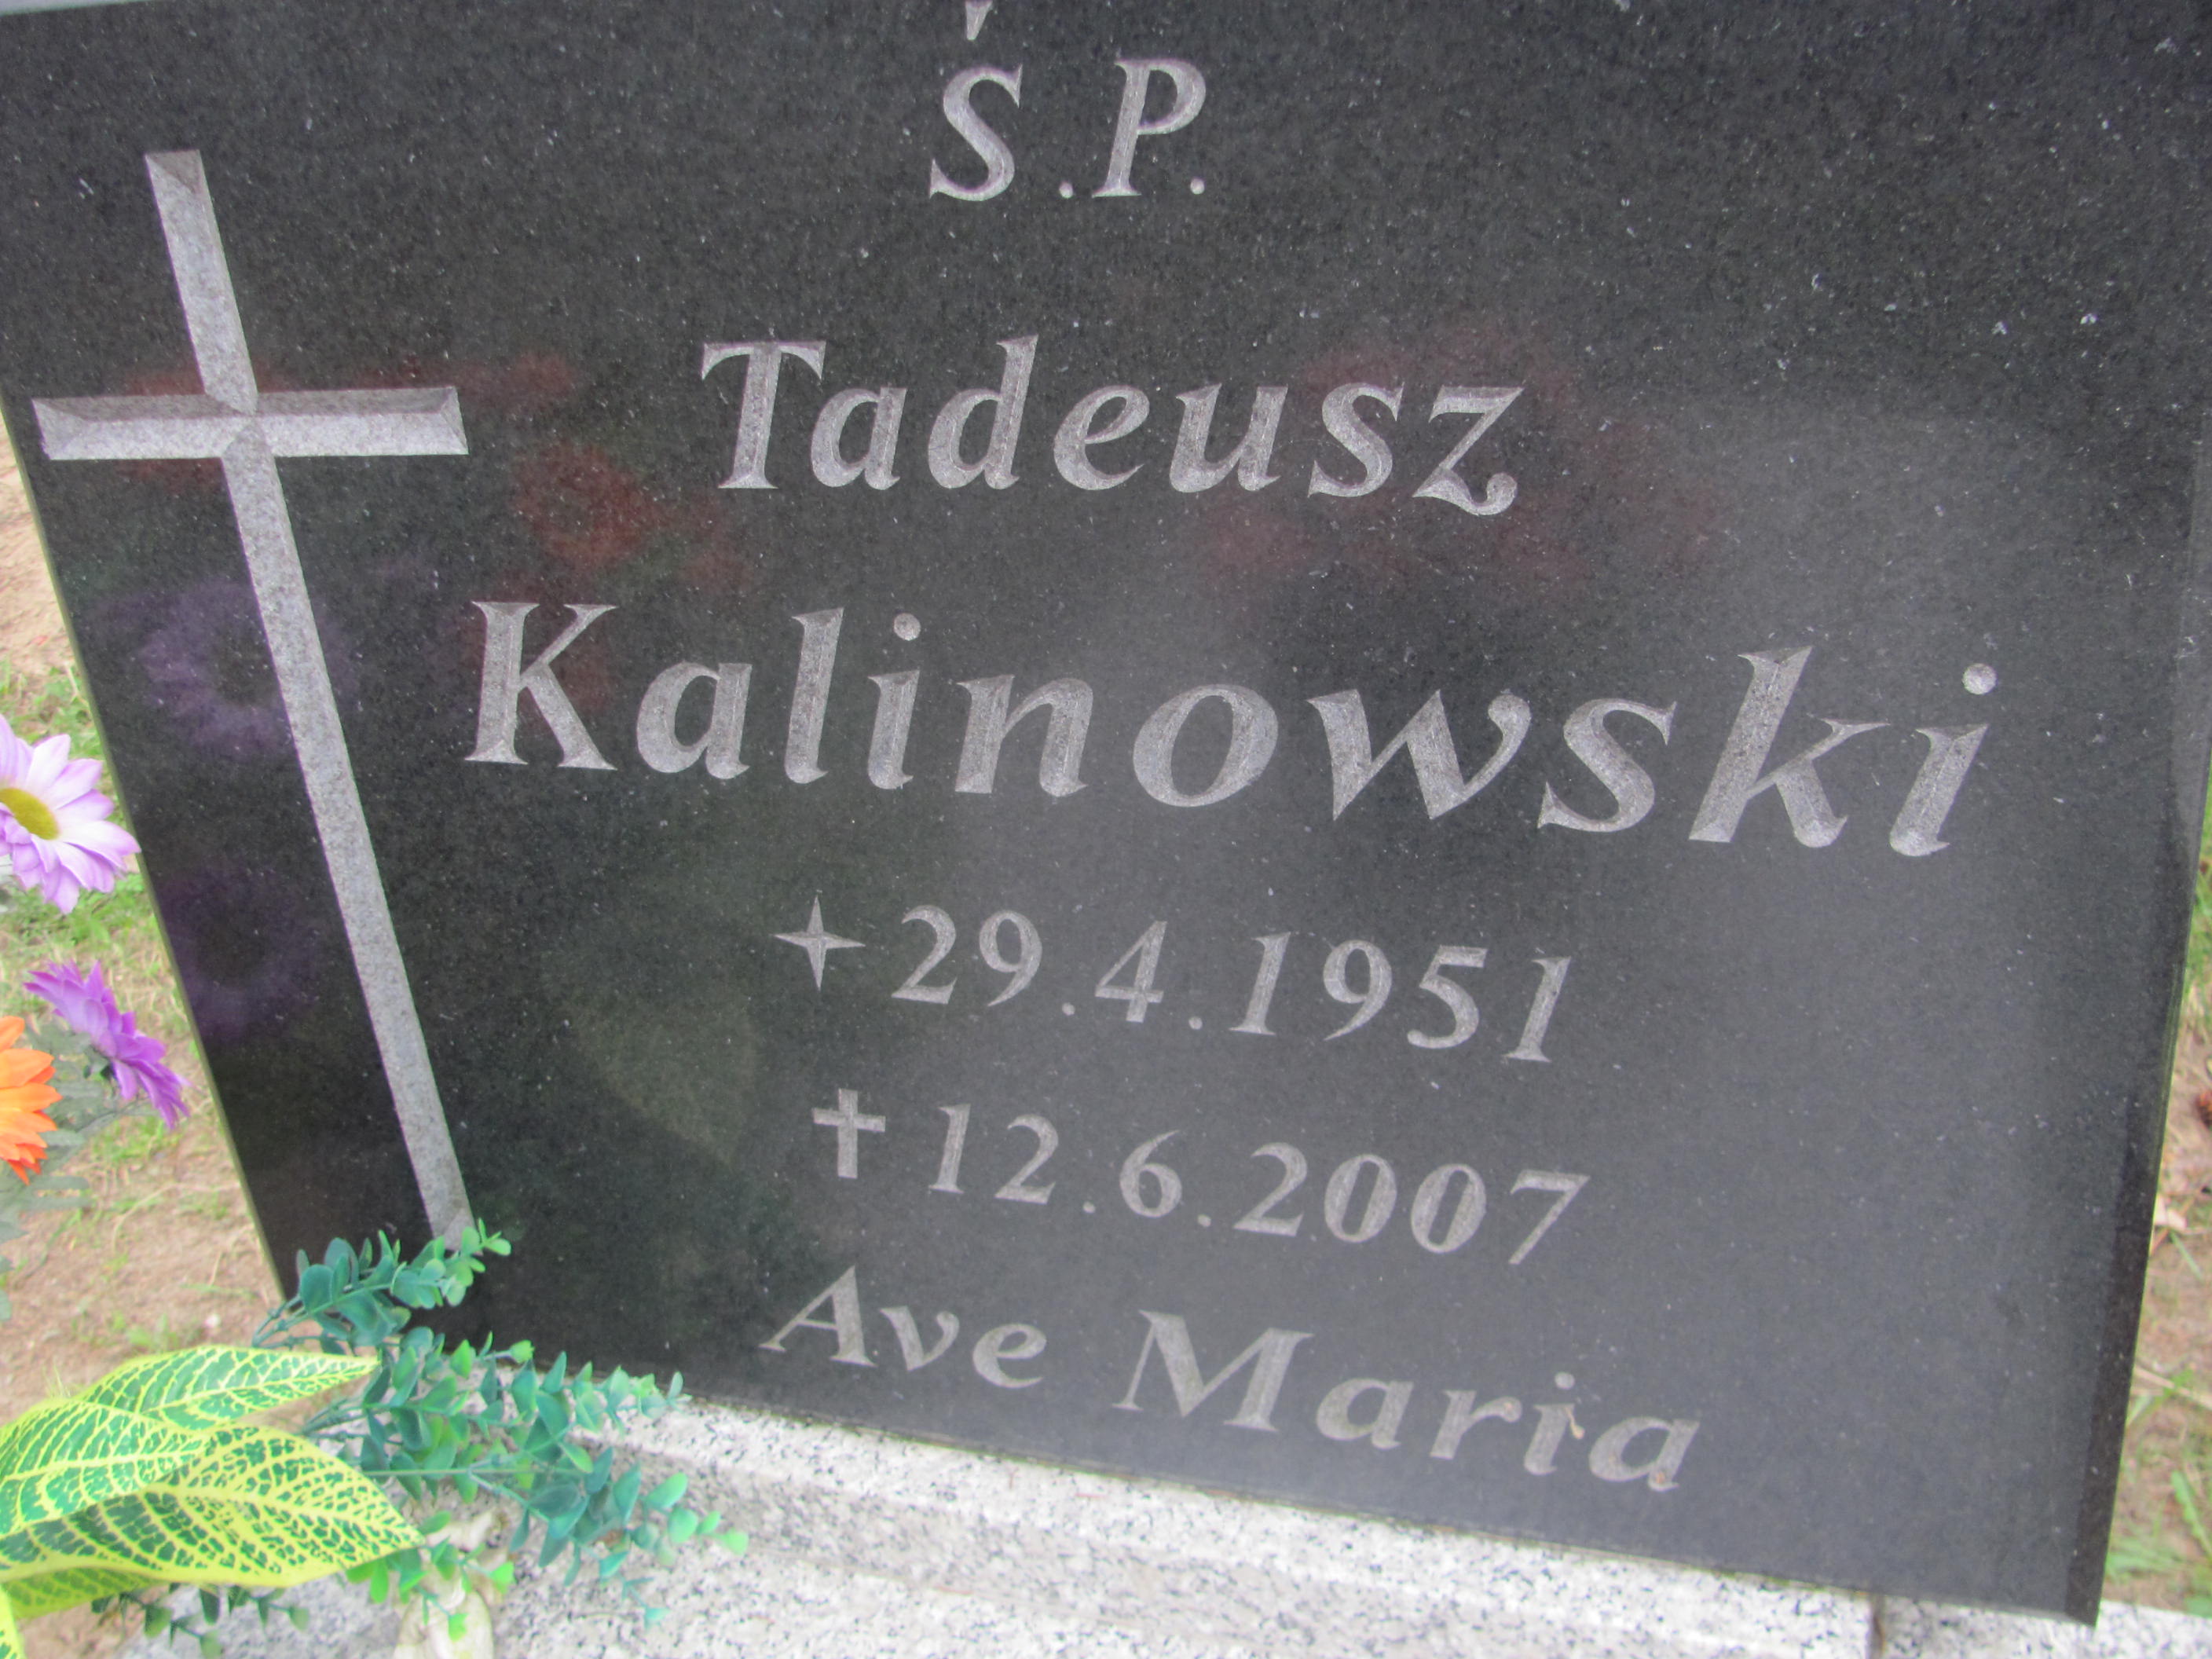 Ś.P.
Tadeusz
Kalinowski
29.4.1951
✝12.6.2007
Ave Maria